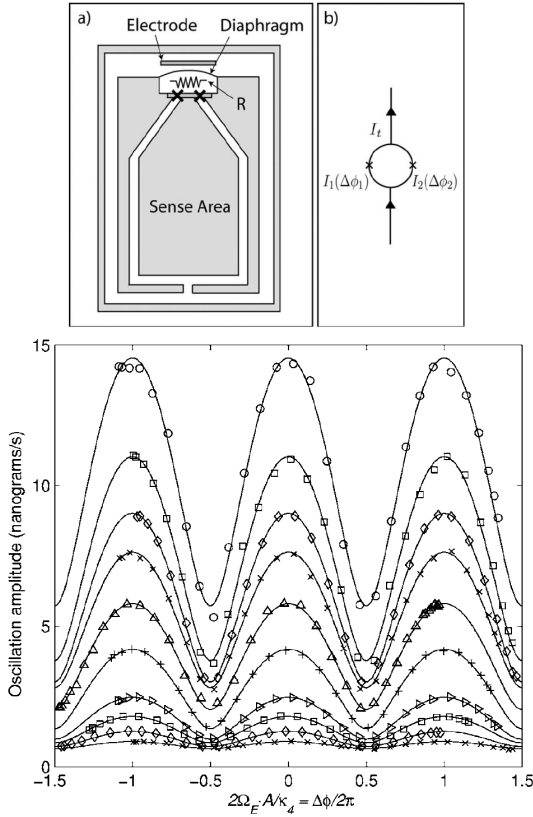 a)
Electrode
Diaphragm
R
Sense Area
b)
I_t
I_1(Δϕ_1)
I_2(Δϕ_2)
Oscillation amplitude (nanograms/s)
15
10
5
0
-1.5
-1
-0.5
0
0.5
1
1.5
2Ω_E·A/κ_4 = Δϕ/2π